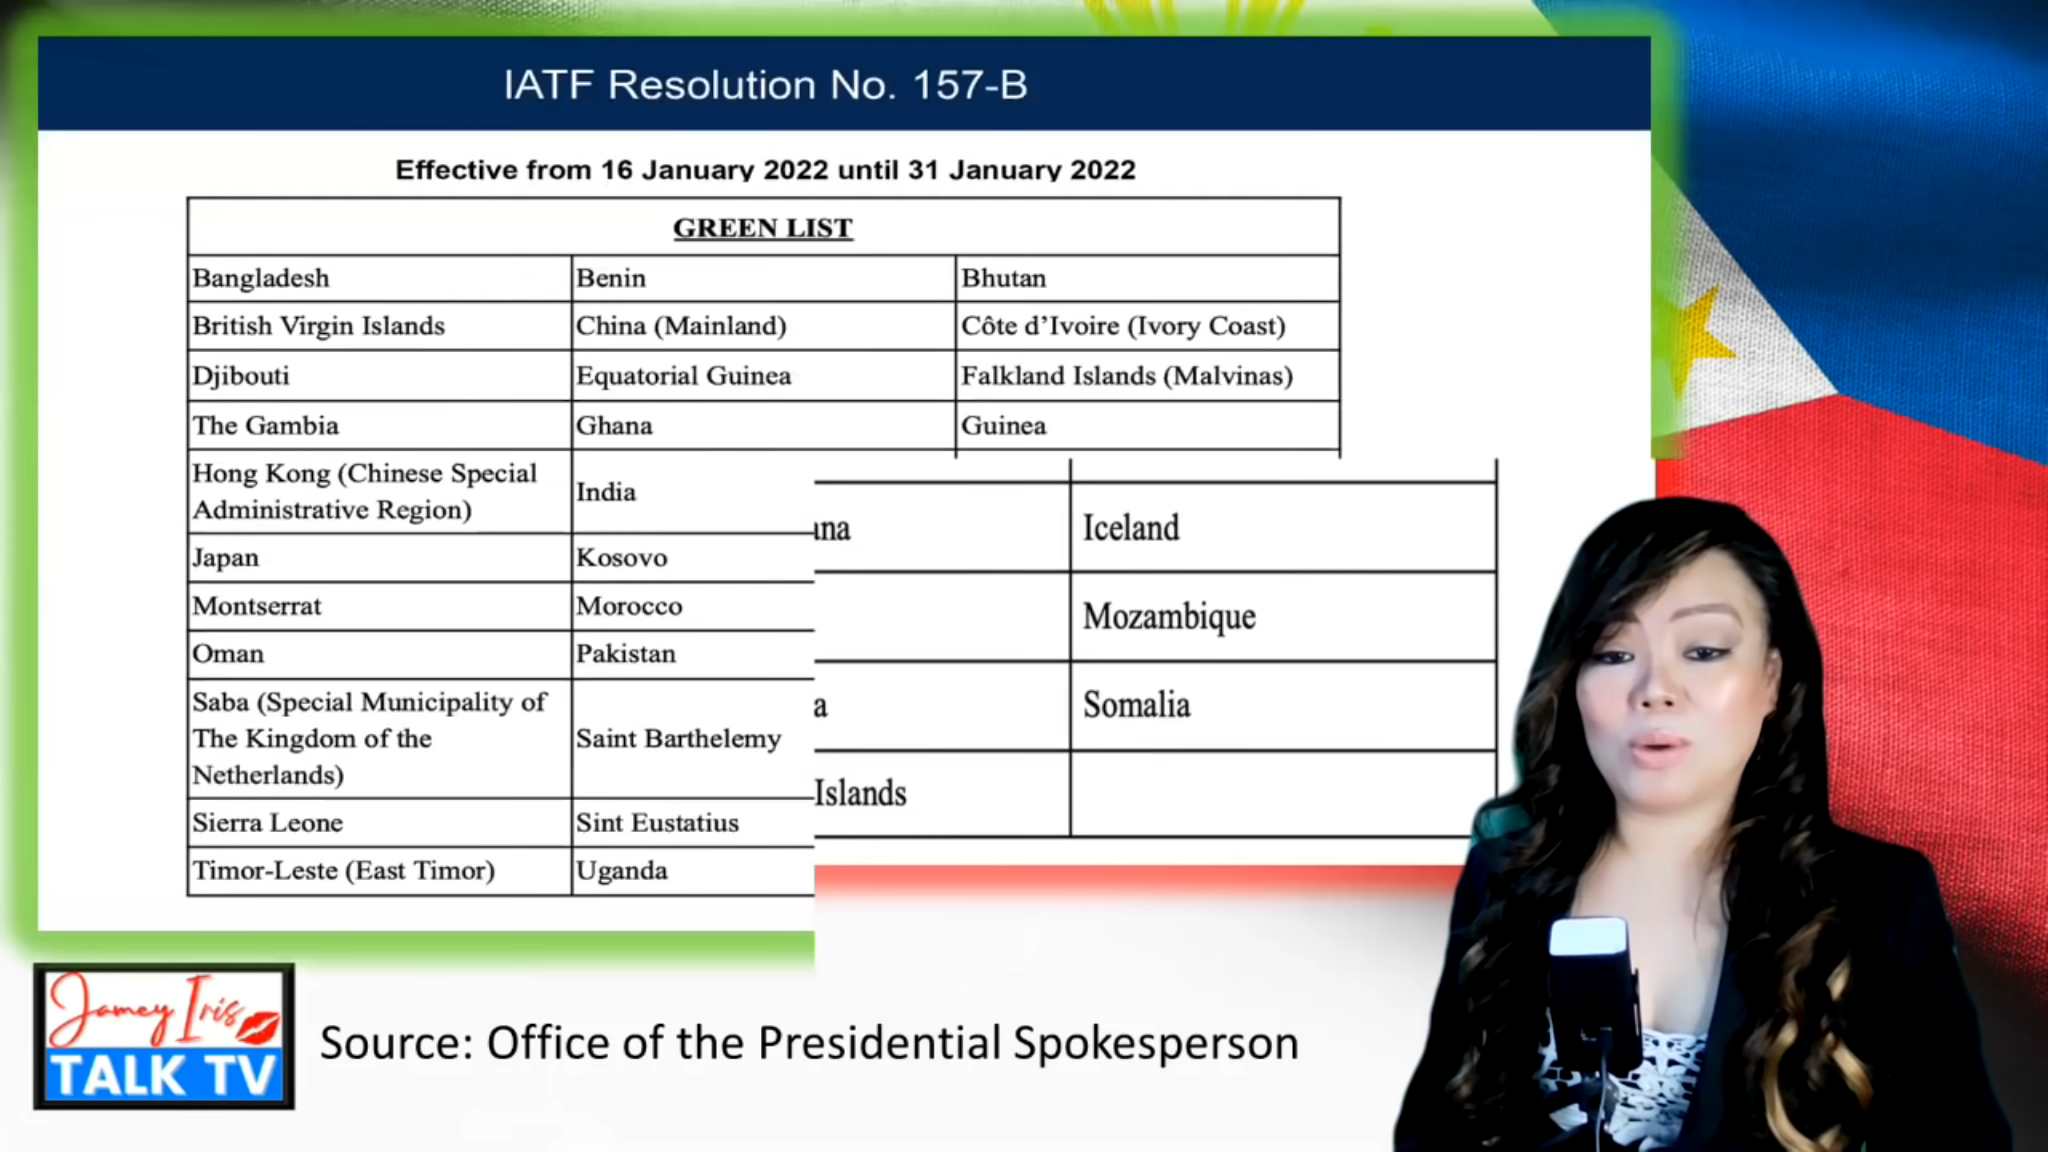 IATF Resolution No. 157-B
Effective from 16 January 2022 until 31 January 2022
GREEN LIST
Bangladesh Benin Bhutan
British Virgin Islands China (Mainland) Côte d’Ivoire (Ivory Coast)
Djibouti Equatorial Guinea Falkland Islands (Malvinas)
The Gambia Ghana Guinea
Hong Kong (Chinese Special
Administrative Region)
India
Iceland
Japan Kosovo
Mozambique
Montserrat Morocco
Oman Pakistan
Somalia
Saba (Special Municipality of
The Kingdom of the
Netherlands)
Saint Barthelemy
Islands
Sierra Leone Sint Eustatius
Timor-Leste (East Timor) Uganda
Jamey Iris
TALK TV
Source: Office of the Presidential Spokesperson